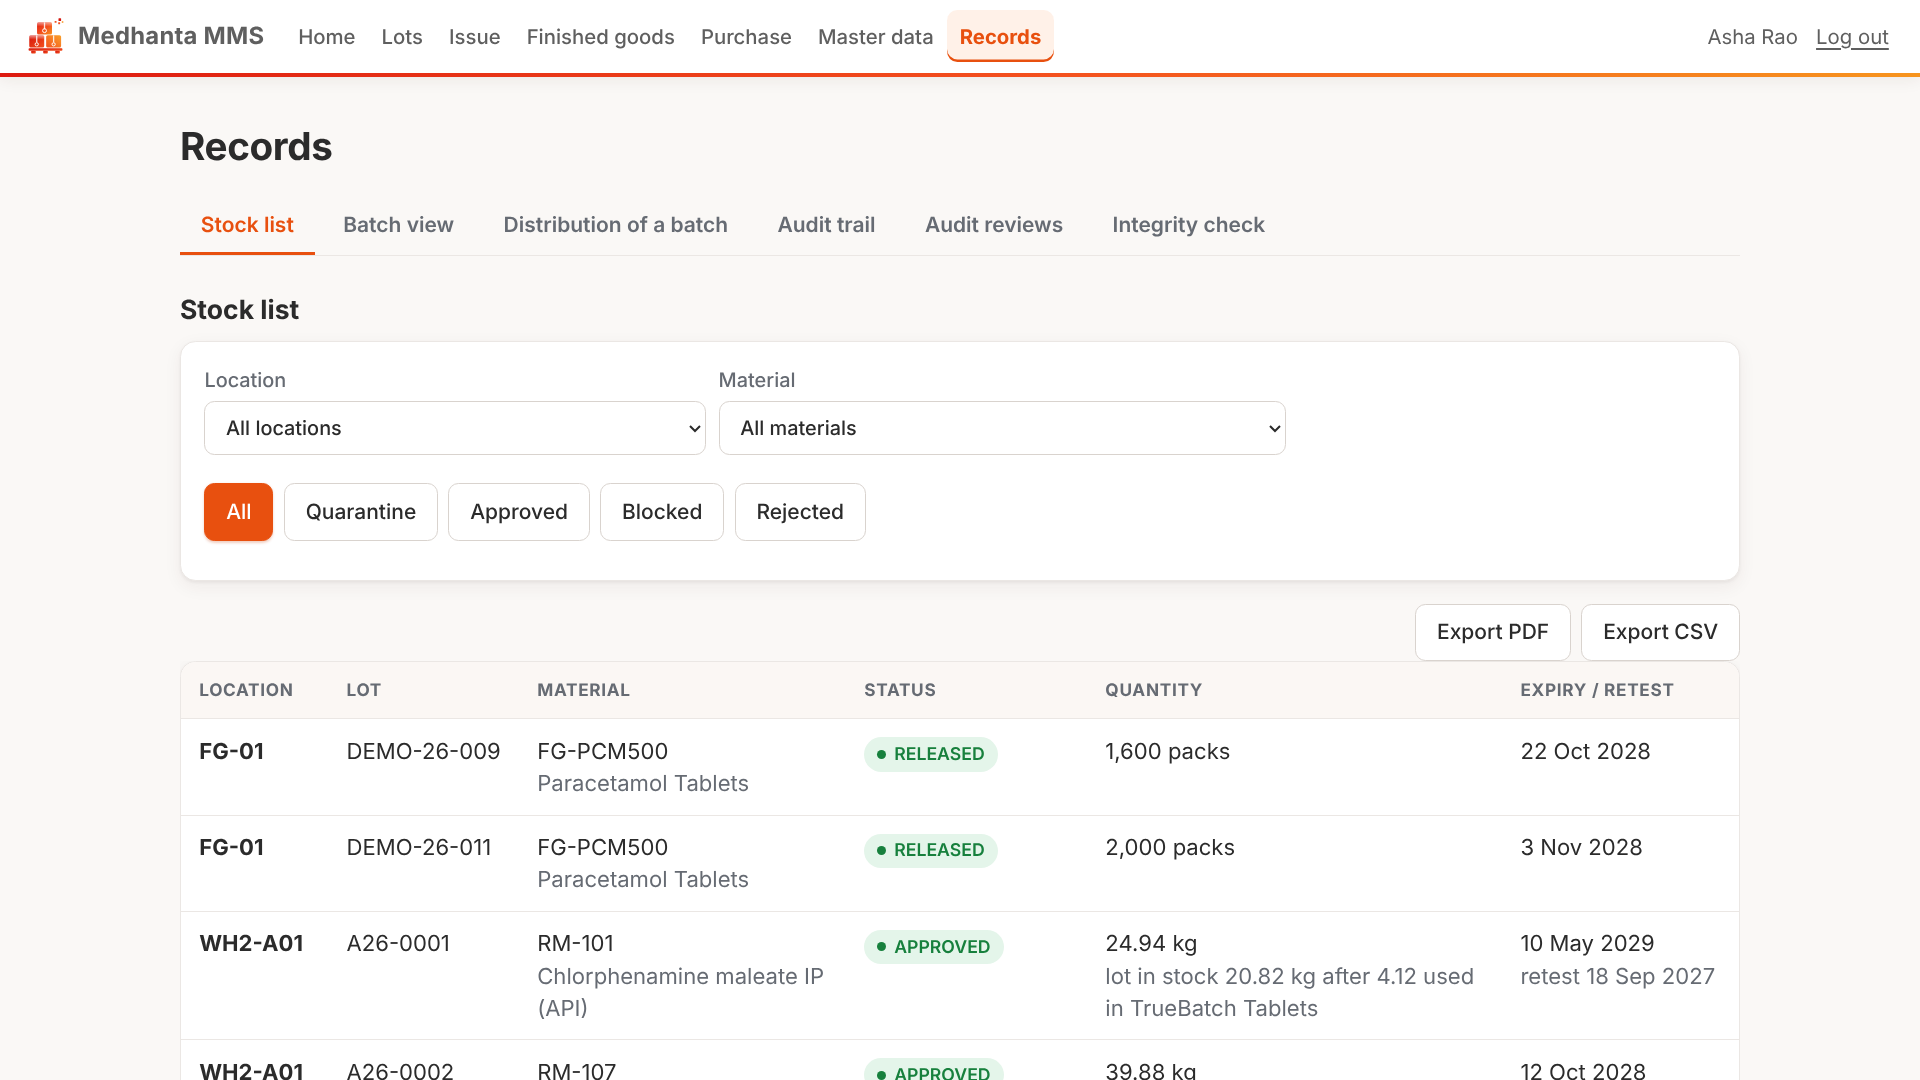 Medhanta MMS Home Lots Issue Finished goods Purchase Master data Records Asha Rao Log out
Records
Stock list Batch view Distribution of a batch Audit trail Audit reviews Integrity check
Stock list
Location Material
All locations All materials
All Quarantine Approved Blocked Rejected
Export PDF Export CSV
LOCATION LOT MATERIAL STATUS QUANTITY EXPIRY / RETEST
FG-01 DEMO-26-009 FG-PCM500 RELEASED 1,600 packs 22 Oct 2028
Paracetamol Tablets
FG-01 DEMO-26-011 FG-PCM500 RELEASED 2,000 packs 3 Nov 2028
Paracetamol Tablets
WH2-A01 A26-0001 RM-101 APPROVED 24.94 kg 10 May 2029
Chlorphenamine maleate IP lot in stock 20.82 kg after 4.12 used retest 18 Sep 2027
(API) in TrueBatch Tablets
WH2-A01 A26-0002 RM-107 APPROVED 39.88 kg 12 Oct 2028